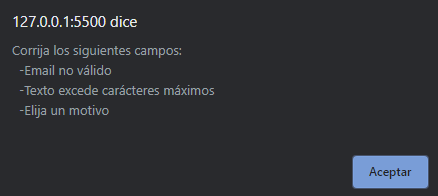 127.0.0.1:5500 dice
Corrija los siguientes campos:
-Email no válido
-Texto excede carácteres máximos
-Elija un motivo
Aceptar